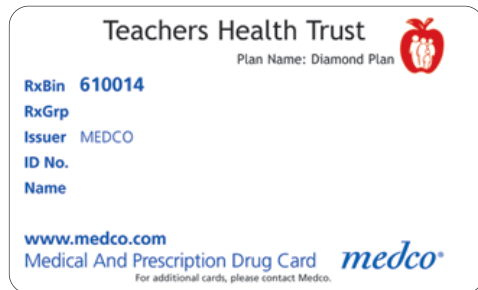 Teachers Health Trust
Plan Name: Diamond Plan
RxBin 610014
RxGrp
Issuer MEDCO
ID No.
Name
www.medco.com
Medical And Prescription Drug Card medco®
For additional cards, please contact Medco.